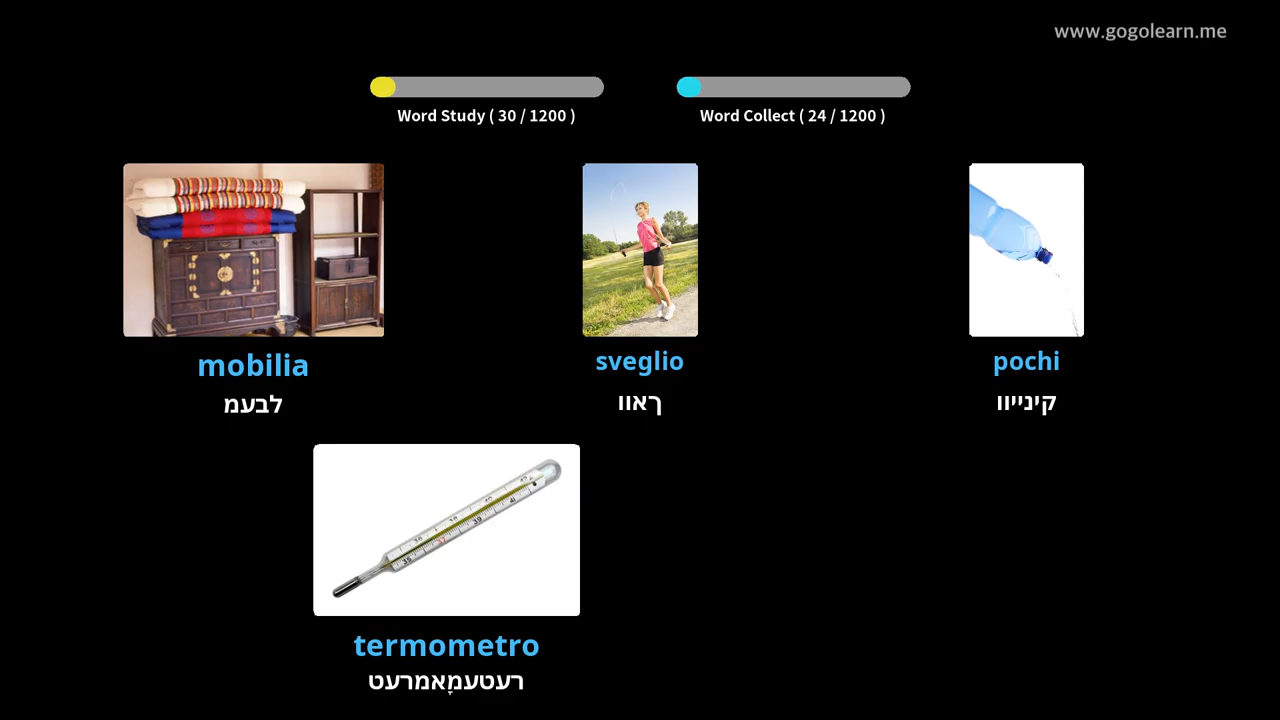 www.gogolearn.me
Word Study ( 30 / 1200 )
Word Collect ( 24 / 1200 )
mobilia
לבעמ
sveglio
ךאוו
pochi
קינייוו
termometro
רעטעמָאמרעט